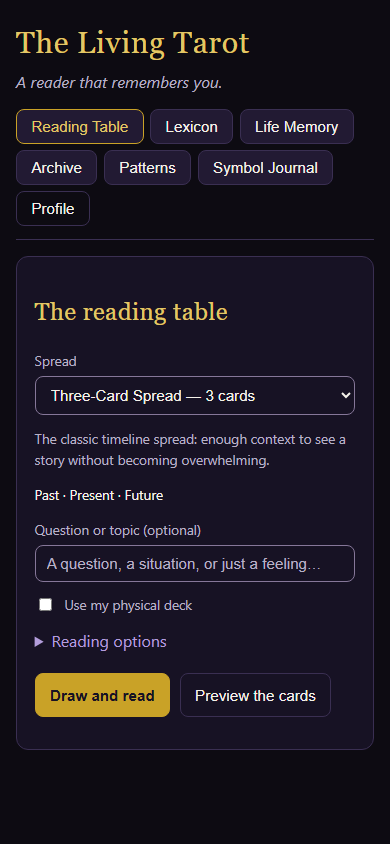 The Living Tarot
A reader that remembers you.
Reading Table
Lexicon
Life Memory
Archive
Patterns
Symbol Journal
Profile
The reading table
Spread
Three-Card Spread — 3 cards
The classic timeline spread: enough context to see a
story without becoming overwhelming.
Past · Present · Future
Question or topic (optional)
A question, a situation, or just a feeling…
Use my physical deck
Reading options
Draw and read
Preview the cards